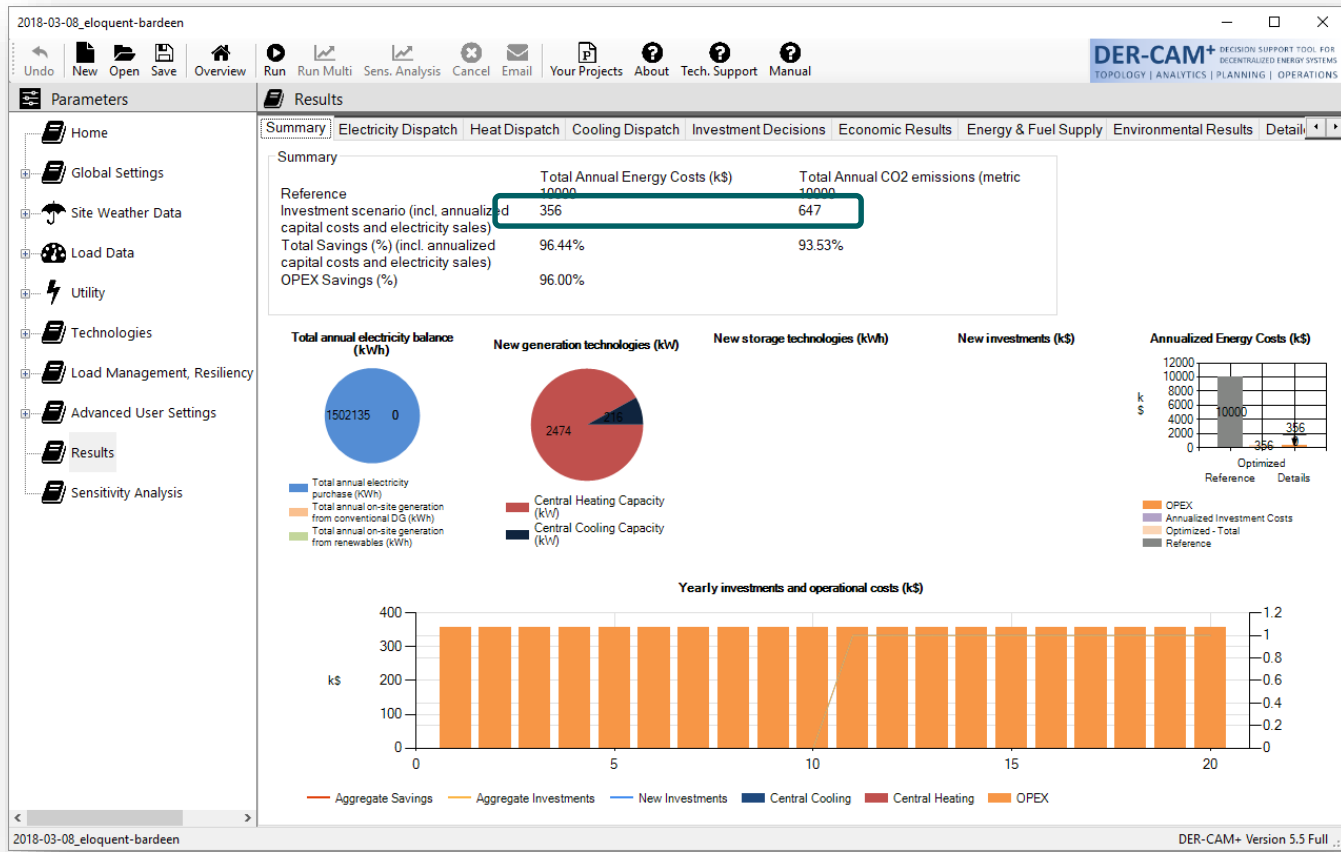 2018-03-08_eloquent-bardeen
Undo New Open Save Overview Run Run Multi Sens. Analysis Cancel Email Your Projects About Tech. Support Manual
DER-CAM+ DECISION SUPPORT TOOL FOR
DECENTRALIZED ENERGY SYSTEMS
TOPOLOGY | ANALYTICS | PLANNING | OPERATIONS
Parameters
Results
Home
Global Settings
Site Weather Data
Load Data
Utility
Technologies
Load Management, Resiliency
Advanced User Settings
Results
Sensitivity Analysis
Summary Electricity Dispatch Heat Dispatch Cooling Dispatch Investment Decisions Economic Results Energy & Fuel Supply Environmental Results Detail
Summary
Total Annual Energy Costs (k$) Total Annual CO2 emissions (metric
Reference 10000 10000
Investment scenario (incl, annualized 356 647
capital costs and electricity sales)
Total Savings (%) (incl. annualized 96.44% 93.53%
capital costs and electricity sales)
OPEX Savings (%) 96.00%
Total annual electricity balance
(kWh)
1502135 0
Total annual electricity
purchase (KWh)
Total annual on-site generation
from conventional DG (kWh)
Total annual on-site generation
from renewables (kWh)
New generation technologies (kW)
2474 216
Central Heating Capacity
(kW)
Central Cooling Capacity
(kW)
New storage technologies (kWh)
New investments (k$)
Annualized Energy Costs (k$)
12000
10000
8000
6000
4000
2000
0
k
$
10000
356
356
Optimized
Reference Details
OPEX
Annualized Investment Costs
Optimized - Total
Reference
Yearly investments and operational costs (k$)
400
300
200
100
0
k$
1.2
1
0.8
0.6
0.4
0.2
0
0 5 10 15 20
Aggregate Savings Aggregate Investments New Investments Central Cooling Central Heating OPEX
2018-03-08_eloquent-bardeen
DER-CAM+ Version 5.5 Full